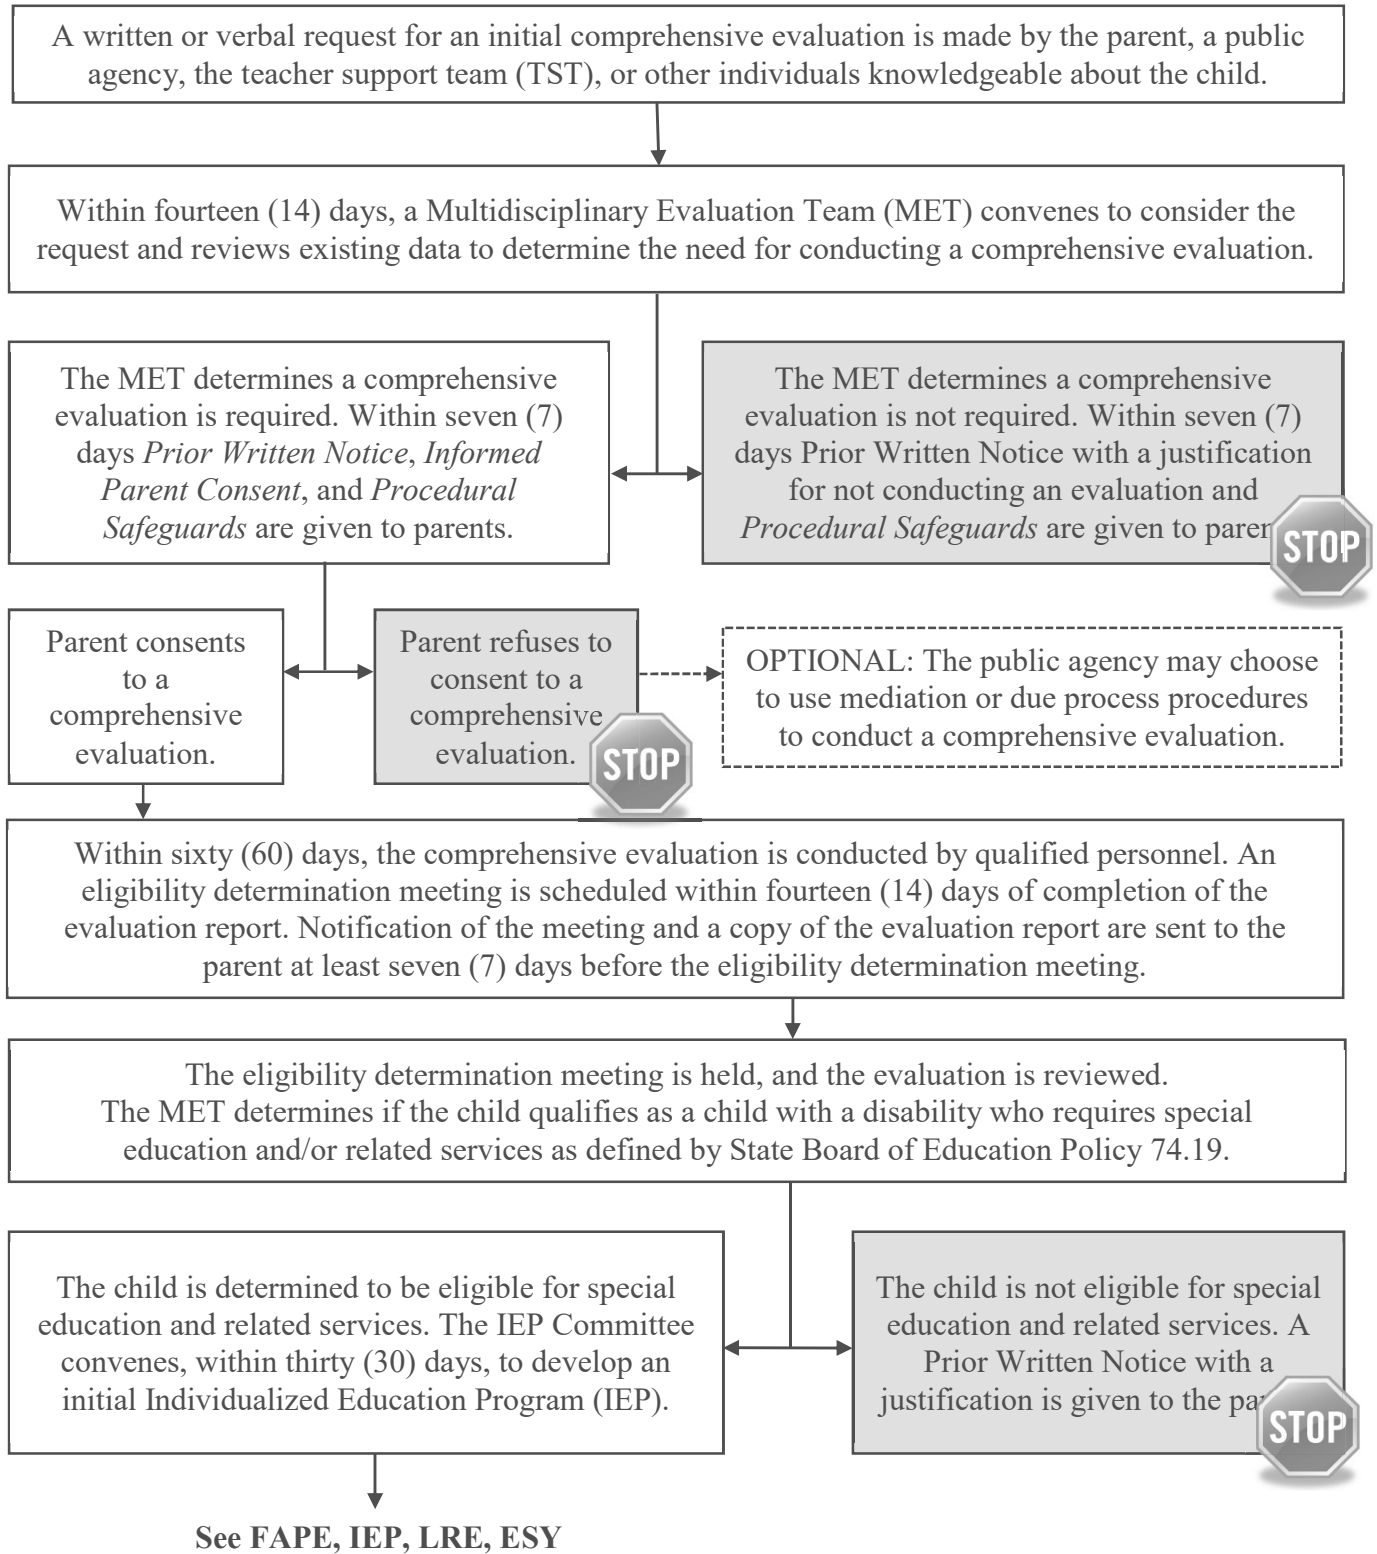 A written or verbal request for an initial comprehensive evaluation is made by the parent, a public
agency, the teacher support team (TST), or other individuals knowledgeable about the child.
Within fourteen (14) days, a Multidisciplinary Evaluation Team (MET) convenes to consider the
request and reviews existing data to determine the need for conducting a comprehensive evaluation.
The MET determines a comprehensive
evaluation is required. Within seven (7)
days Prior Written Notice, Informed
Parent Consent, and Procedural
Safeguards are given to parents.
The MET determines a comprehensive
evaluation is not required. Within seven (7)
days Prior Written Notice with a justification
for not conducting an evaluation and
Procedural Safeguards are given to paren
STOP
Parent consents
to a
comprehensive
evaluation.
Parent refuses to
consent to a
comprehensive
evaluation.
STOP
OPTIONAL: The public agency may choose
to use mediation or due process procedures
to conduct a comprehensive evaluation.
Within sixty (60) days, the comprehensive evaluation is conducted by qualified personnel. An
eligibility determination meeting is scheduled within fourteen (14) days of completion of the
evaluation report. Notification of the meeting and a copy of the evaluation report are sent to the
parent at least seven (7) days before the eligibility determination meeting.
The eligibility determination meeting is held, and the evaluation is reviewed.
The MET determines if the child qualifies as a child with a disability who requires special
education and/or related services as defined by State Board of Education Policy 74.19.
The child is determined to be eligible for special
education and related services. The IEP Committee
convenes, within thirty (30) days, to develop an
initial Individualized Education Program (IEP).
The child is not eligible for special
education and related services. A
Prior Written Notice with a
justification is given to the pa
STOP
See FAPE, IEP, LRE, ESY